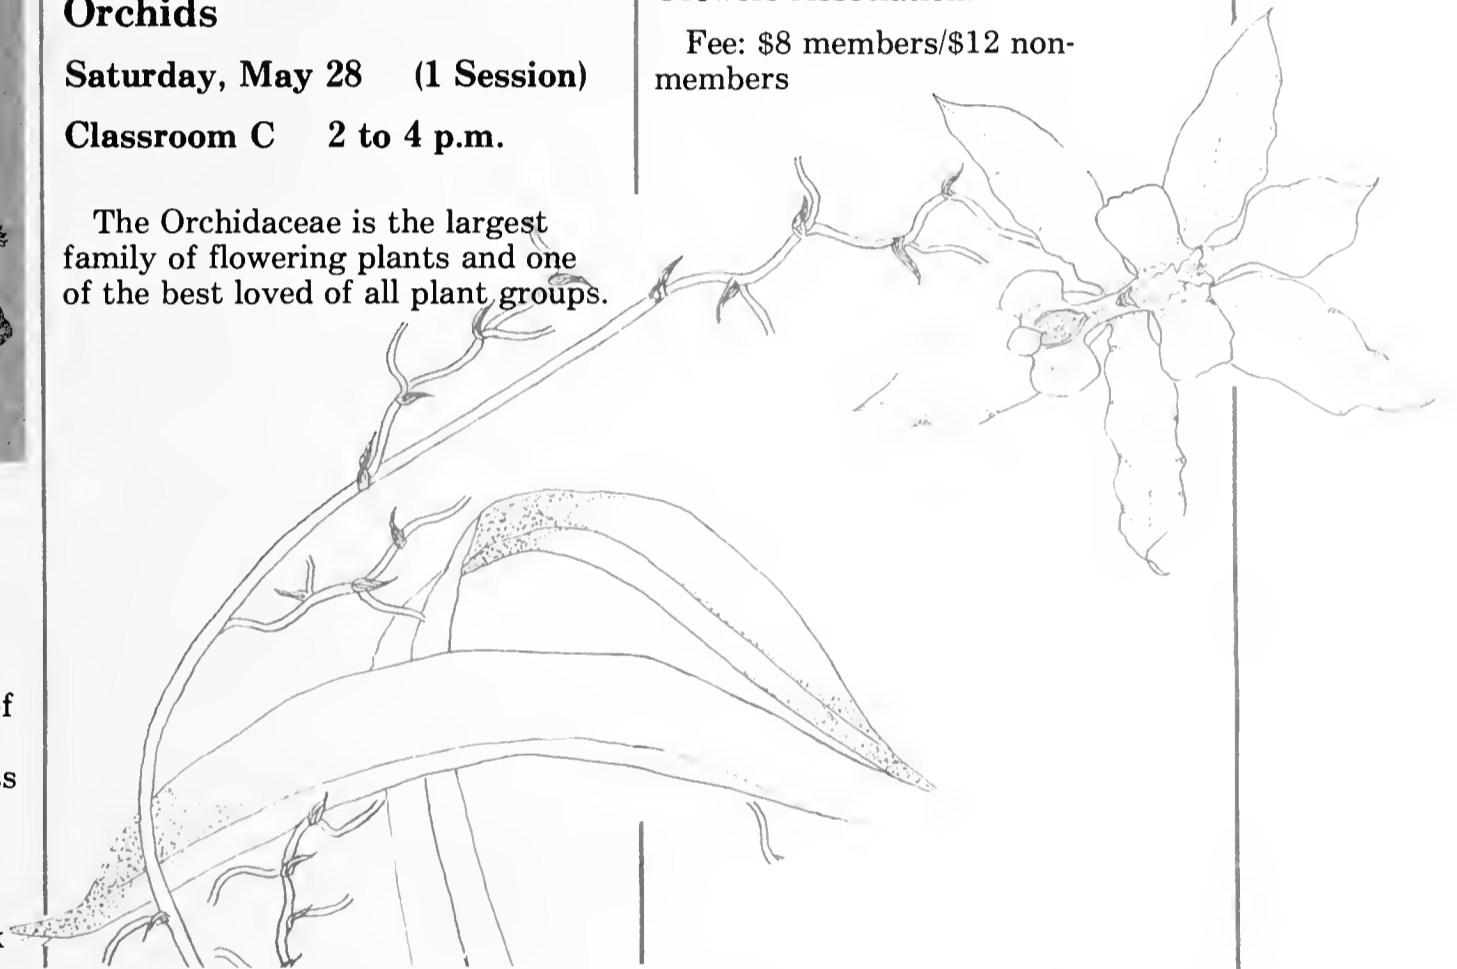 Orchids
Saturday, May 28 (1 Session)
Classroom C 2 to 4 p.m.
The Orchidaceae is the largest
family of flowering plants and one
of the best loved of all plant groups.
Fee: $8 members/$12 non-
members